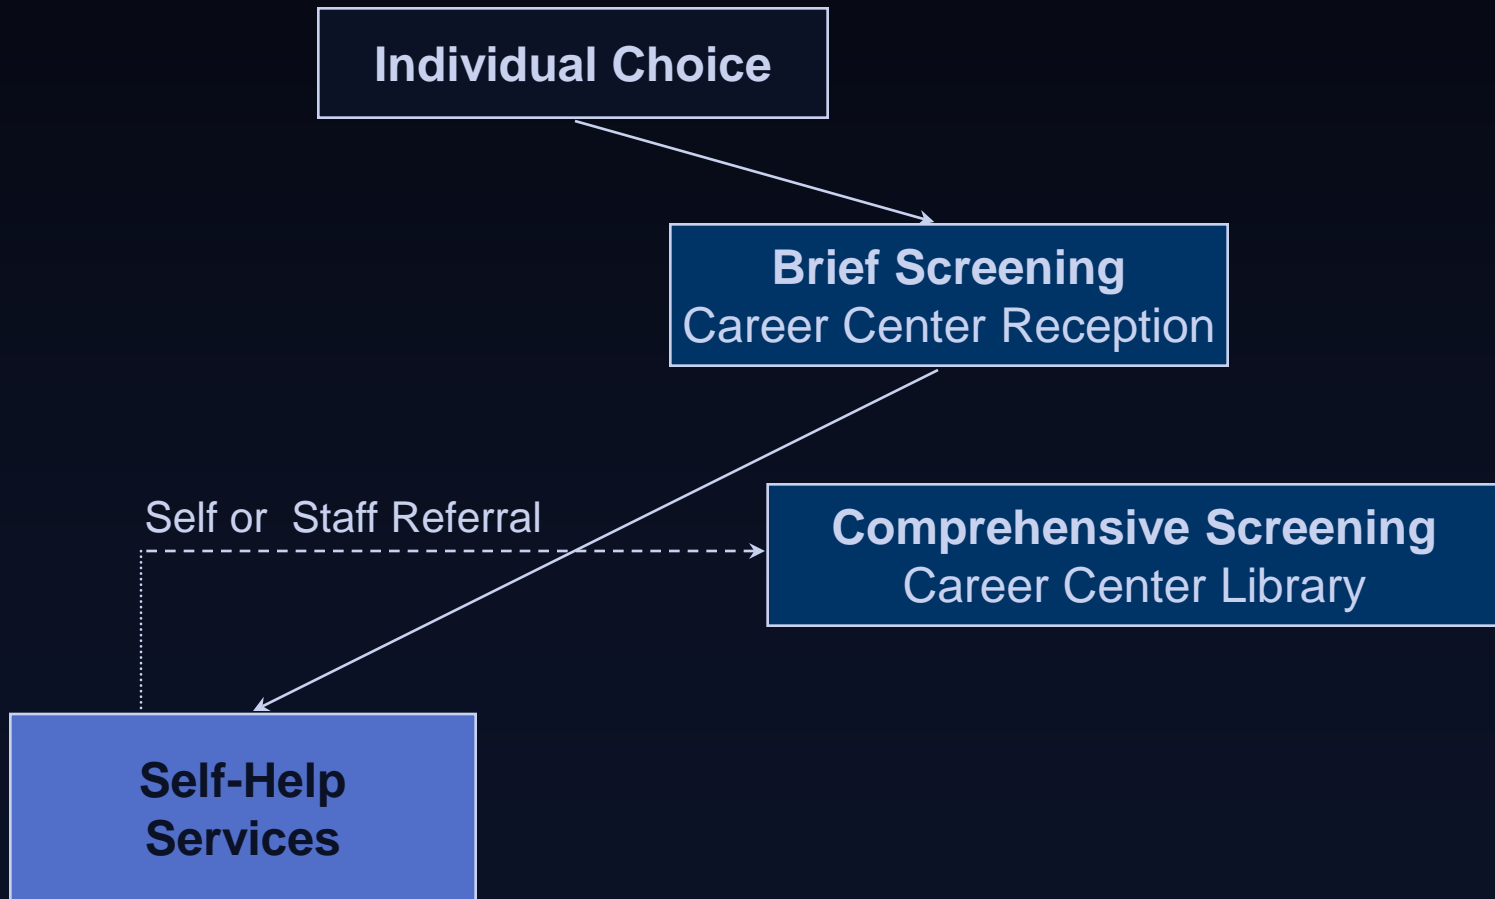 Individual Choice
Brief Screening
Career Center Reception
Self or  Staff Referral
Comprehensive Screening
Career Center Library
Self-Help
Services